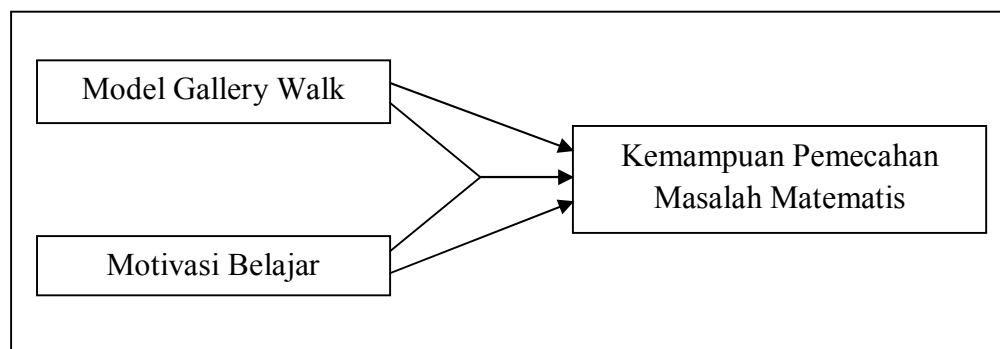 Model Gallery Walk
Kemampuan Pemecahan
Masalah Matematis
Motivasi Belajar